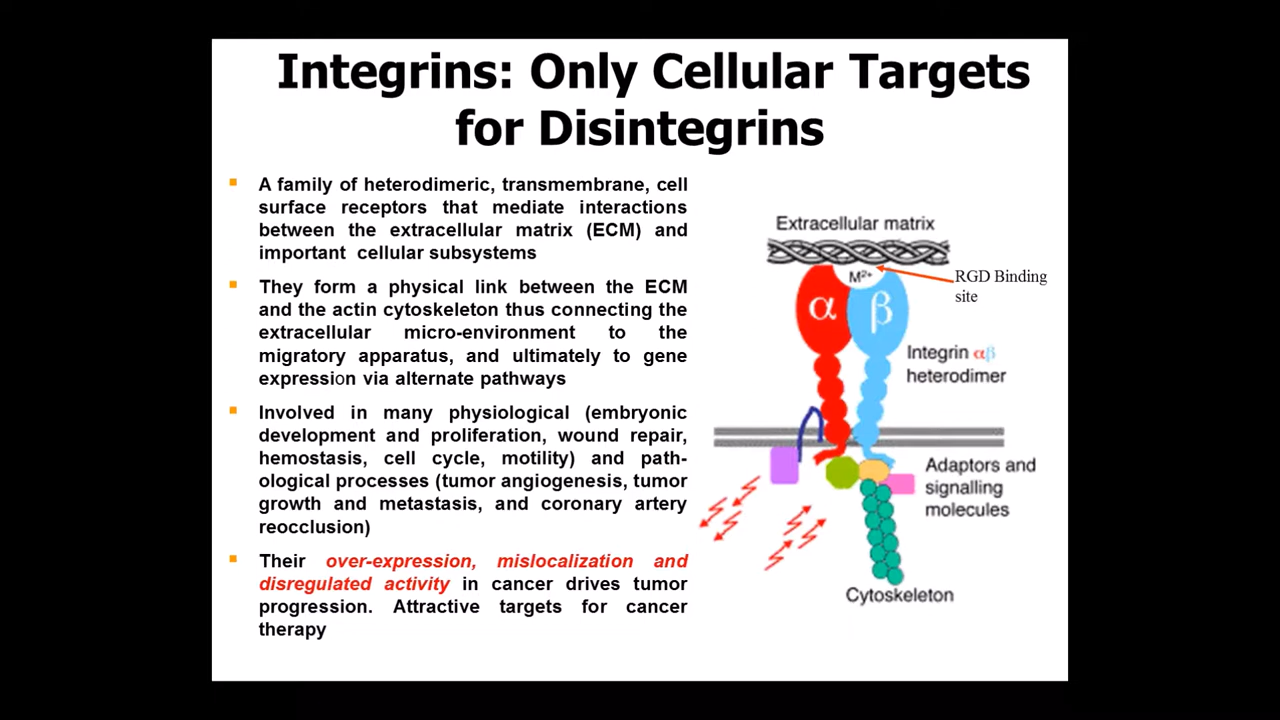 Integrins: Only Cellular Targets
for Disintegrins
A family of heterodimeric, transmembrane, cell
surface receptors that mediate interactions
between the extracellular matrix (ECM) and
important cellular subsystems
They form a physical link between the ECM
and the actin cytoskeleton thus connecting the
extracellular micro-environment to the
migratory apparatus, and ultimately to gene
expression via alternate pathways
Involved in many physiological (embryonic
development and proliferation, wound repair,
hemostasis, cell cycle, motility) and path-
ological processes (tumor angiogenesis, tumor
growth and metastasis, and coronary artery
reocclusion)
Their over-expression, mislocalization and
disregulated activity in cancer drives tumor
progression. Attractive targets for cancer
therapy
Extracellular matrix
M²⁺
RGD Binding
site
α
β
Integrin αβ
heterodimer
Adaptors and
signalling
molecules
Cytoskeleton